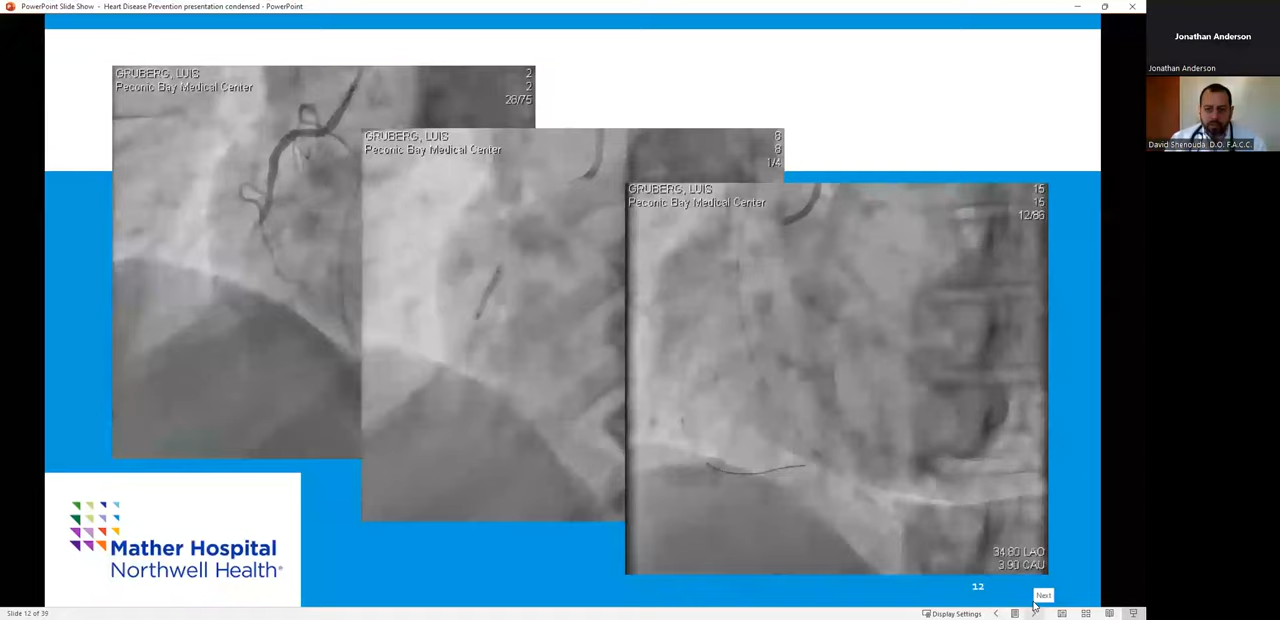 PowerPoint Slide Show - Heart Disease Prevention presentation condensed - PowerPoint
Jonathan Anderson
Jonathan Anderson
David Shenouda D.O. F.A.C.C.
GRUBERG, LUIS
Peconic Bay Medical Center
2
2
28/75
GRUBERG, LUIS
Peconic Bay Medical Center
8
8
1/4
GRUBERG, LUIS
Peconic Bay Medical Center
15
15
12/86
34.80 LAO
3.90 CAU
Mather Hospital
Northwell Health®
12
Next
Slide 12 of 39
Display Settings